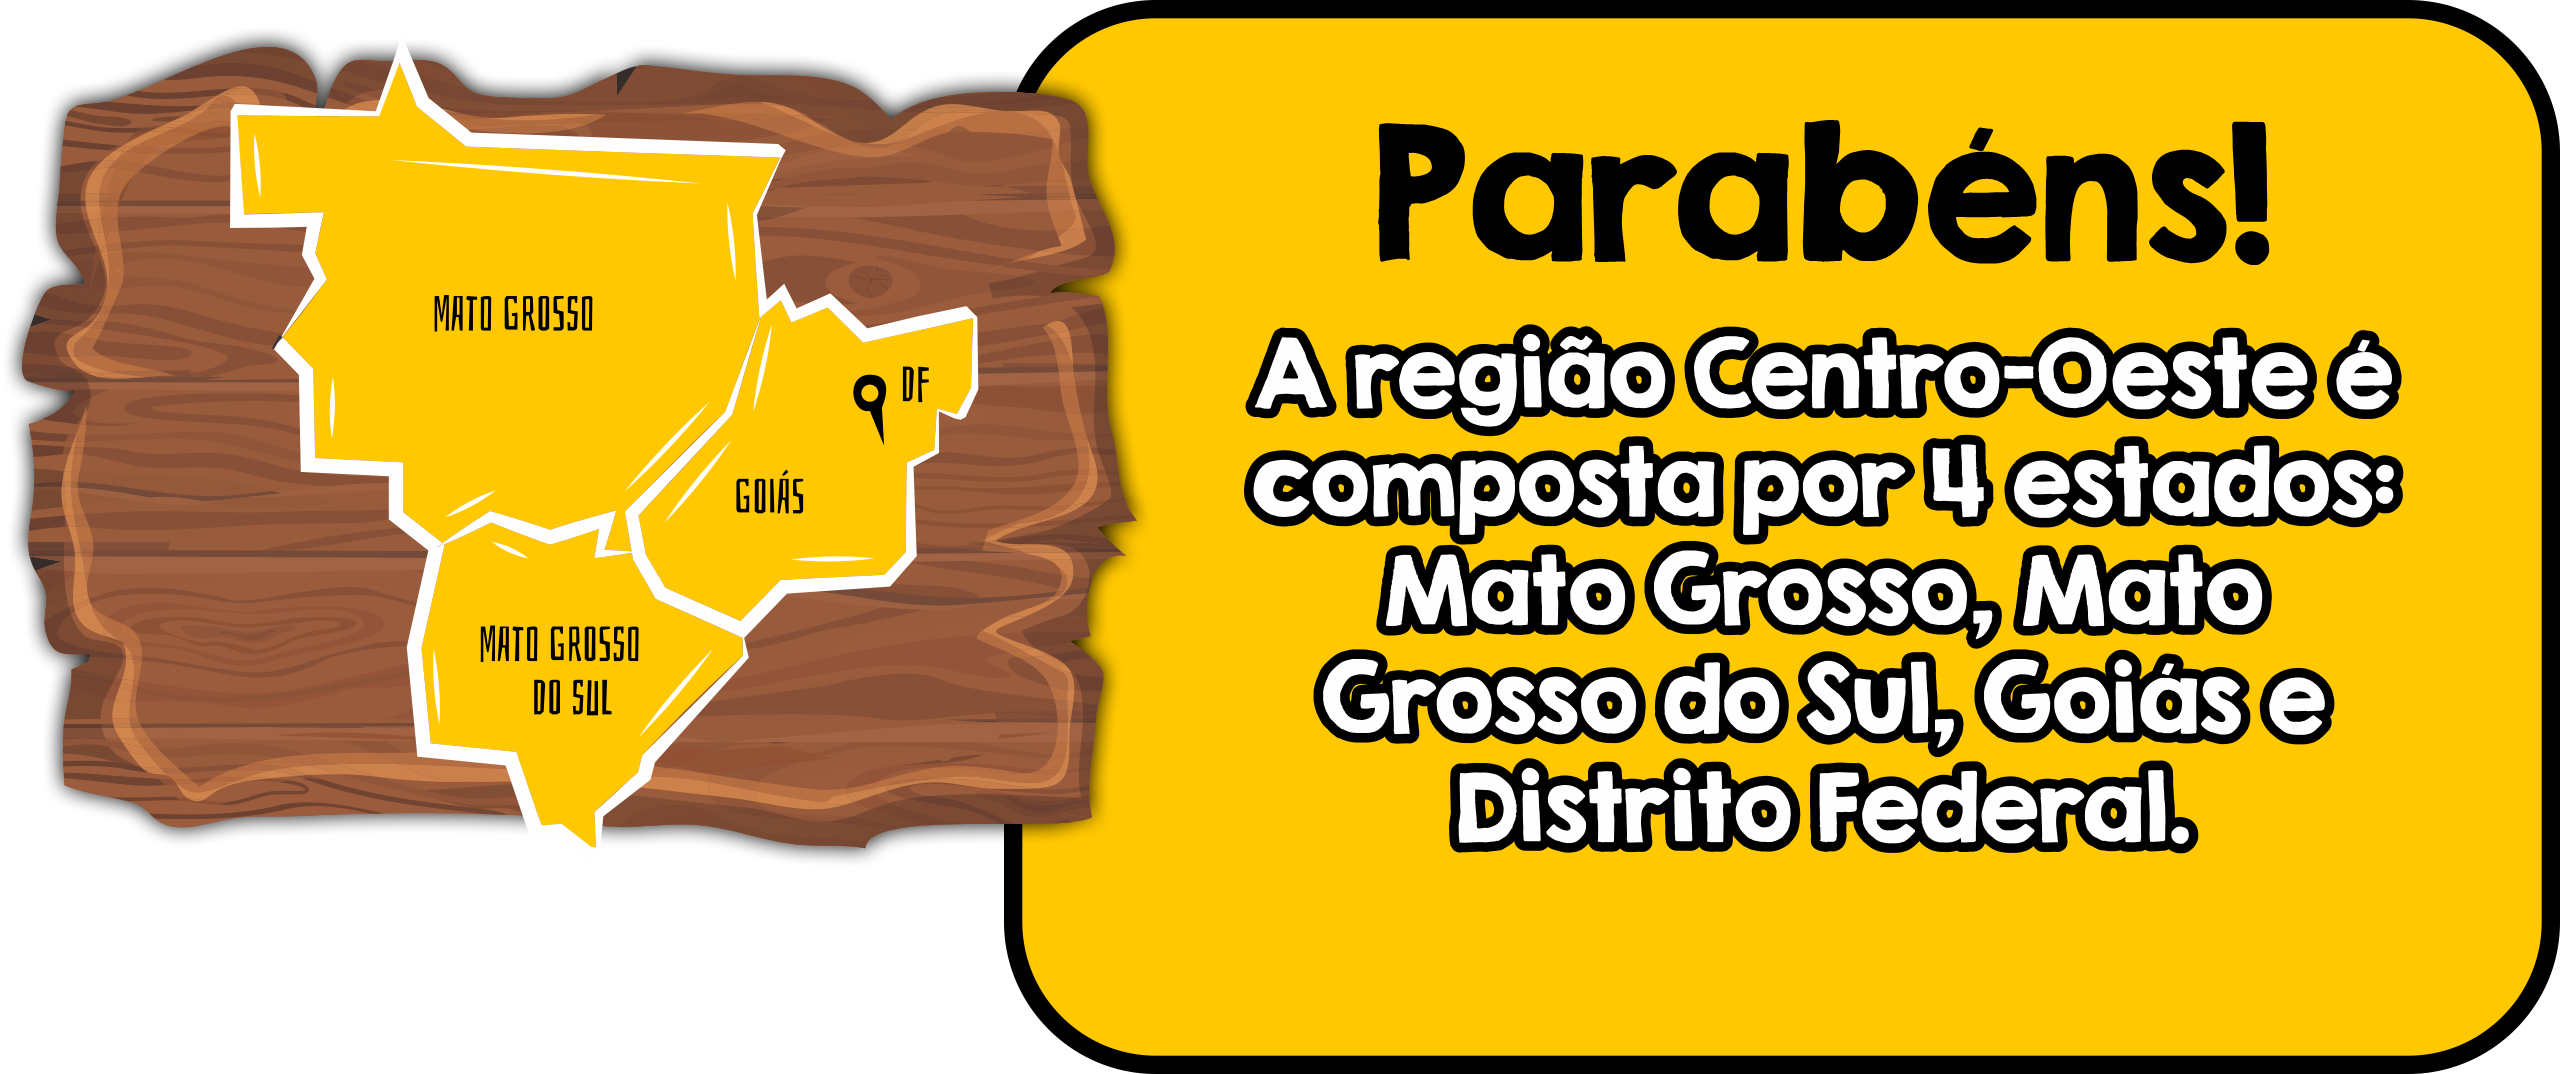 MATO GROSSO
DF
GOIÁS
MATO GROSSO
DO SUL
Parabéns!
A região Centro-Oeste é
composta por 4 estados:
Mato Grosso, Mato
Grosso do Sul, Goiás e
Distrito Federal.